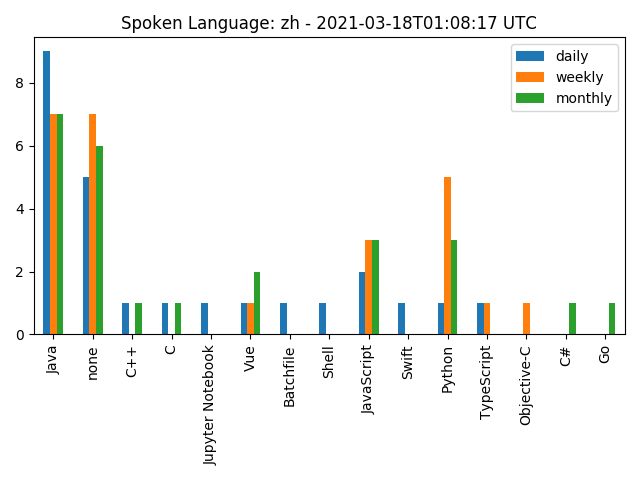 Spoken Language: zh - 2021-03-18T01:08:17 UTC
daily
weekly
monthly
8
6
4
2
0
Java
none
C++
C
Jupyter Notebook
Vue
Batchfile
Shell
JavaScript
Swift
Python
TypeScript
Objective-C
C#
Go